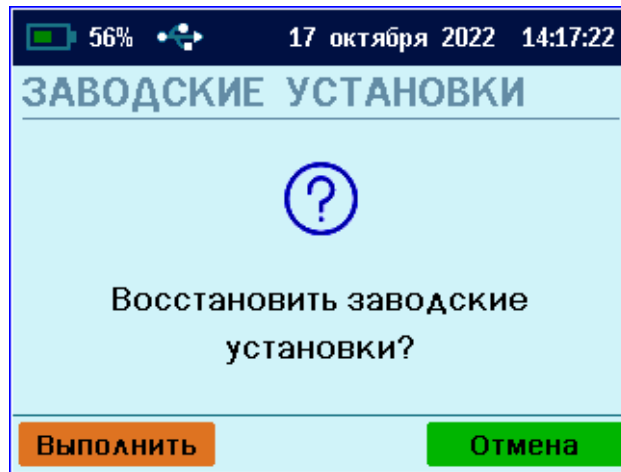 56% 17 октября 2022 14:17:22
ЗАВОДСКИЕ УСТАНОВКИ
?
Восстановить заводские
установки?
Выполнить Отмена